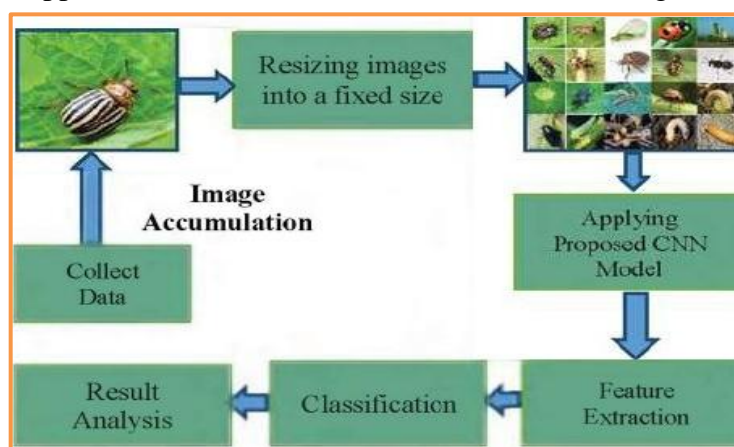 Resizing images
into a fixed size
Image
Accumulation
Collect
Data
Applying
Proposed CNN
Model
Feature
Extraction
Classification
Result
Analysis